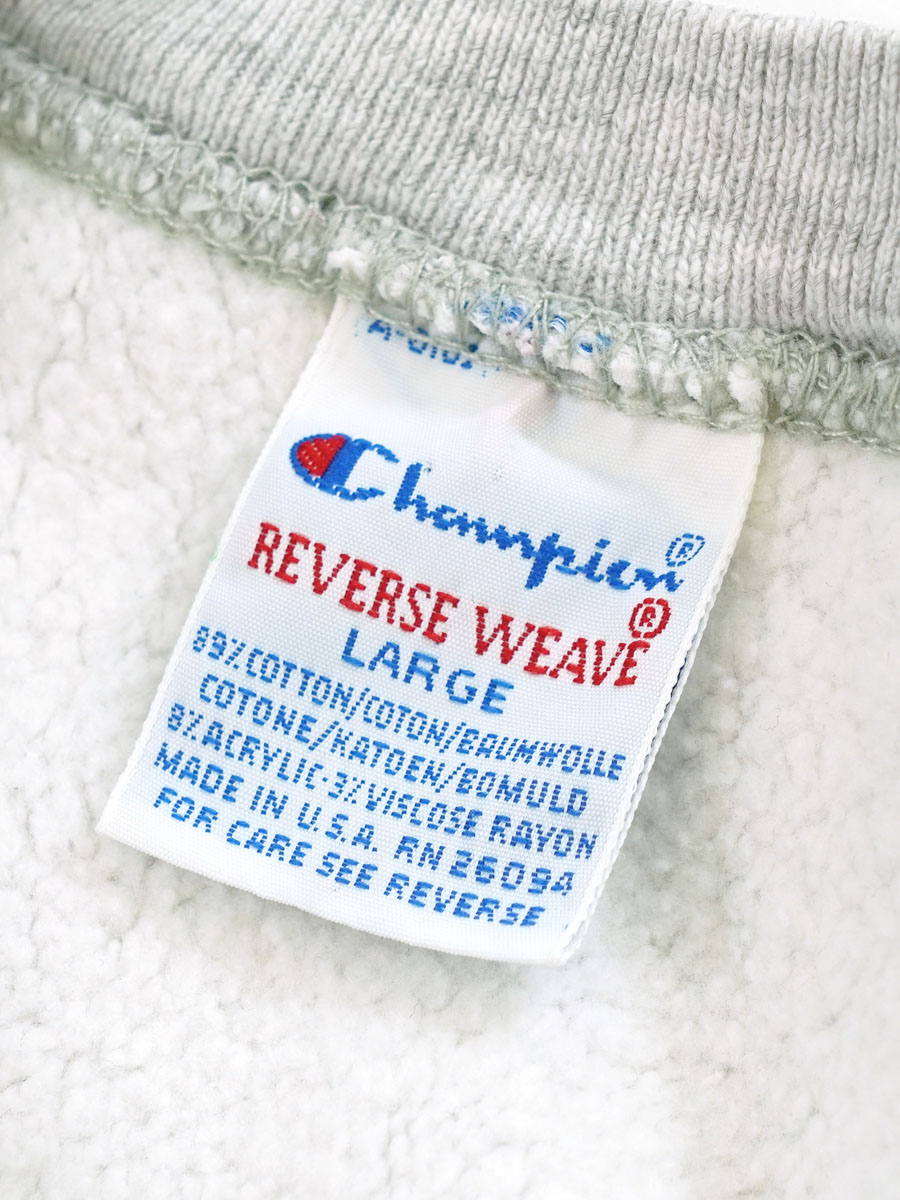 Champion®
REVERSE WEAVE®
LARGE
89%COTTON/COTON/BAUMWOLLE
COTONE/KATOEN/BOMULD
8%ACRYLIC-3%VISCOSE RAYON
MADE IN U.S.A. RN 26094
FOR CARE SEE REVERSE